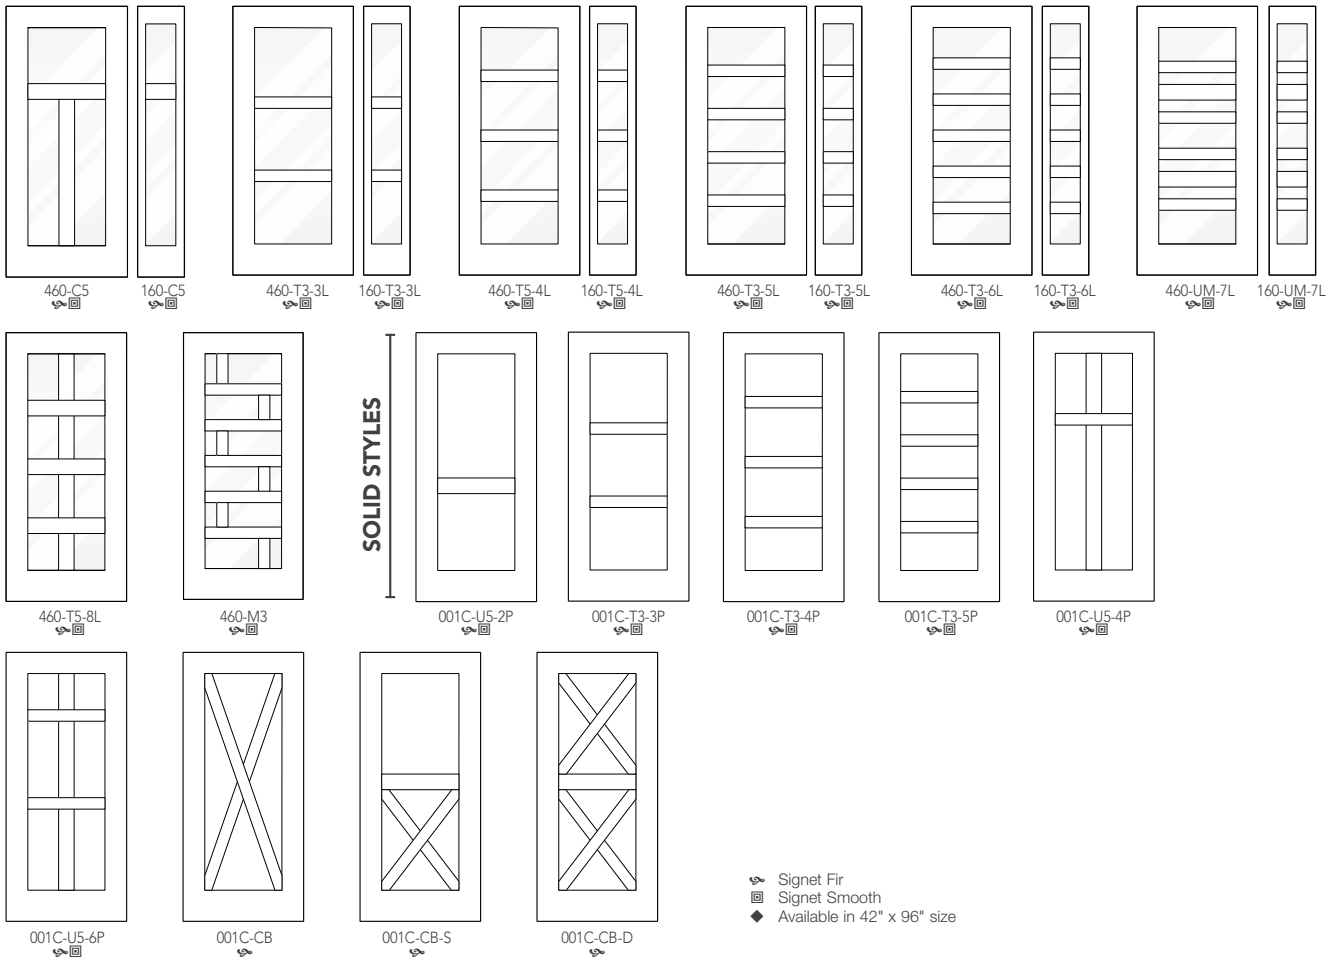 460-C5
160-C5
460-T3-3L
160-T3-3L
460-T5-4L
160-T5-4L
460-T3-5L
160-T3-5L
460-T3-6L
160-T3-6L
460-UM-7L
160-UM-7L
SOLID STYLES
460-T5-8L
460-M3
001C-U5-2P
001C-T3-3P
001C-T3-4P
001C-T3-5P
001C-U5-4P
001C-U5-6P
001C-CB
001C-CB-S
001C-CB-D
Signet Fir
Signet Smooth
Available in 42" x 96" size